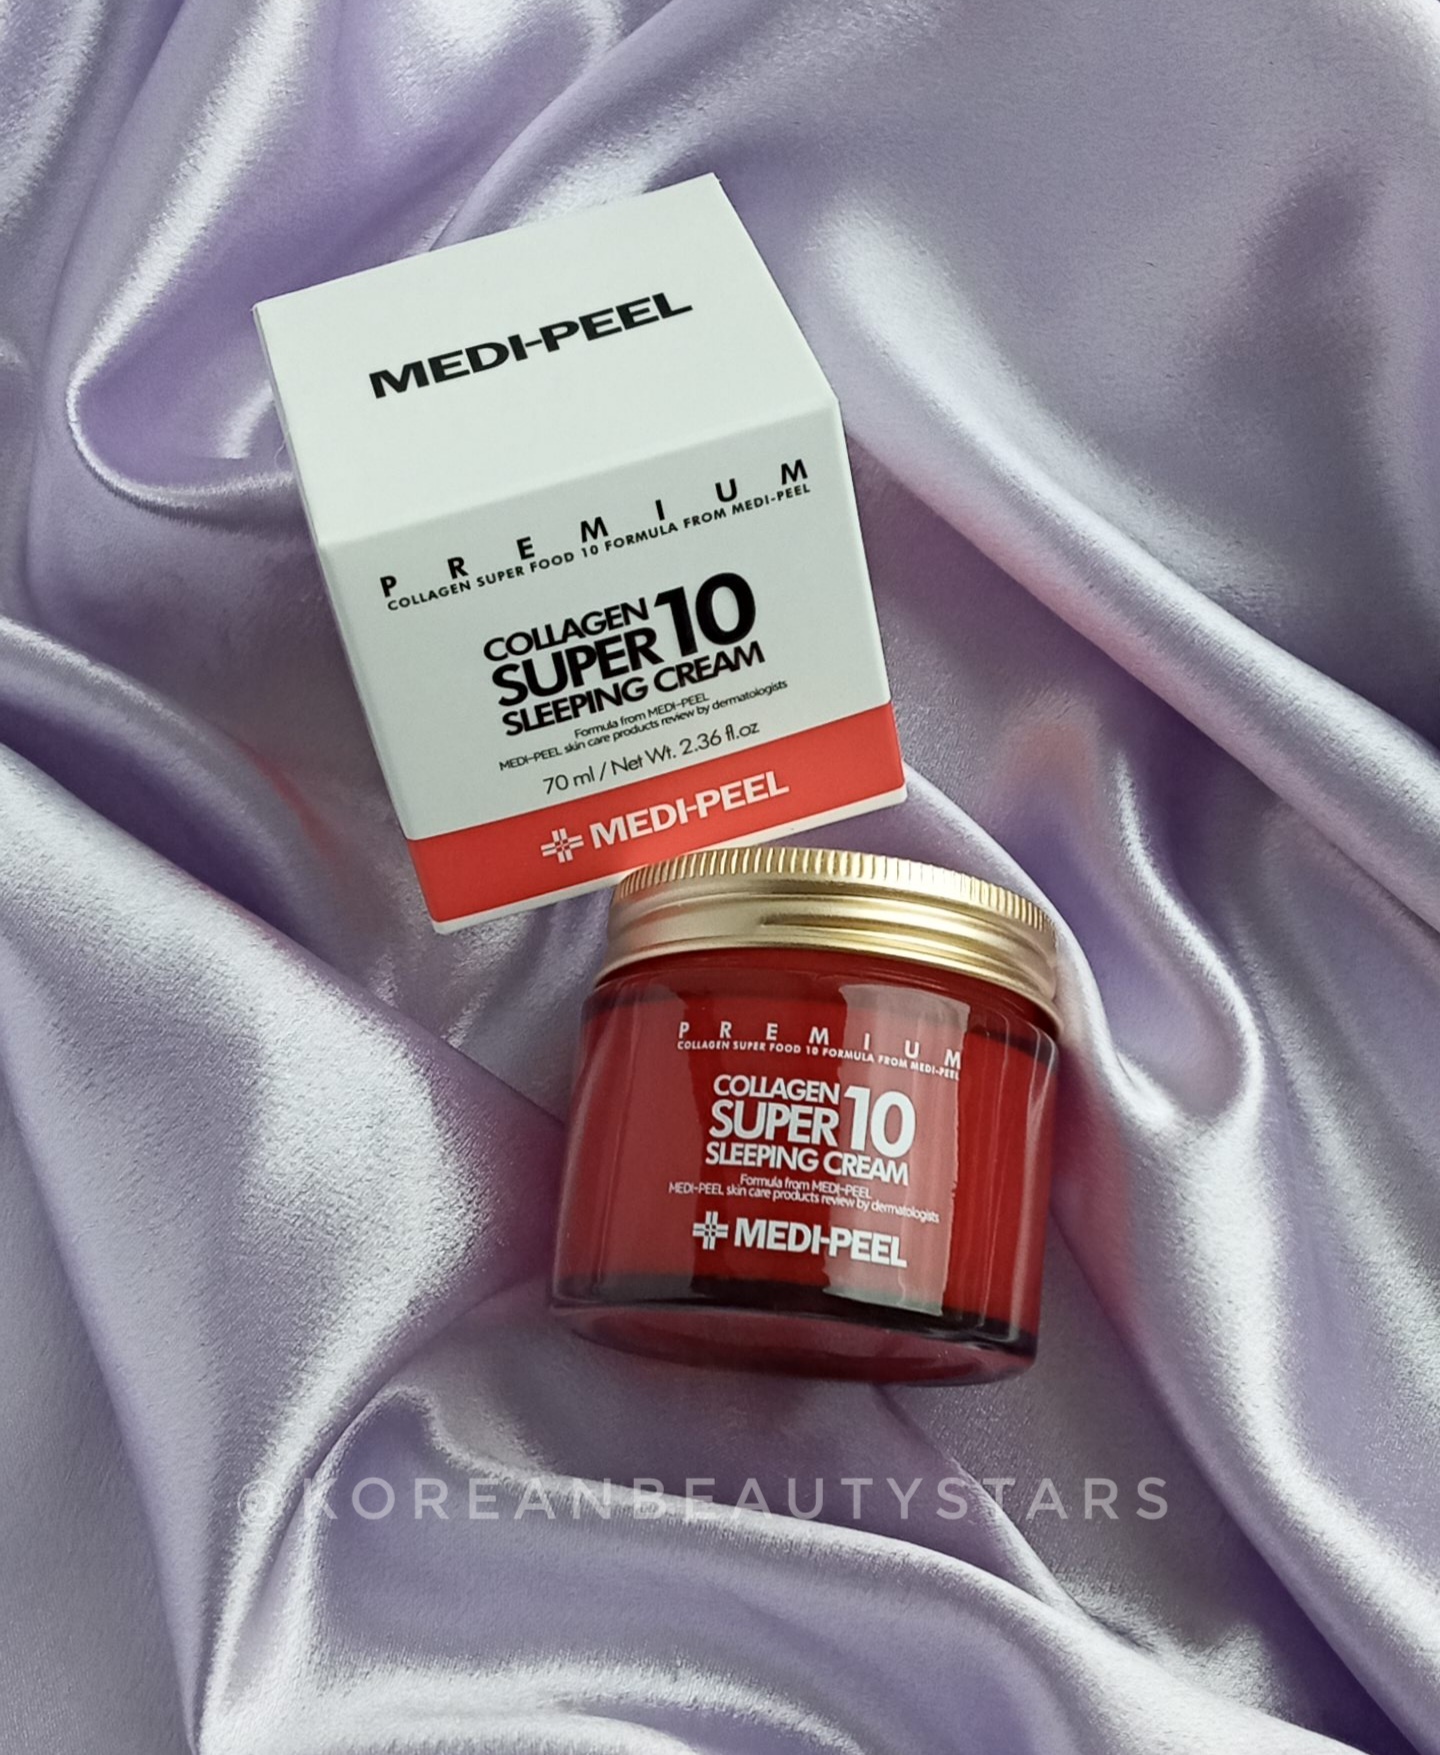 MEDI-PEEL
PREMIUM
COLLAGEN SUPER FOOD 10 FORMULA FROM MEDI-PEEL
COLLAGEN
SUPER 10
SLEEPING CREAM
Formula from MEDI-PEEL
MEDI-PEEL skin care products review by dermatologists
70 ml / Net Wt. 2.36 fl.oz
MEDI-PEEL
PREMIUM
COLLAGEN SUPER FOOD 10 FORMULA FROM MEDI-PEEL
COLLAGEN
SUPER 10
SLEEPING CREAM
Formula from MEDI-PEEL
MEDI-PEEL skin care products review by dermatologists
MEDI-PEEL
@KOREANBEAUTYSTARS